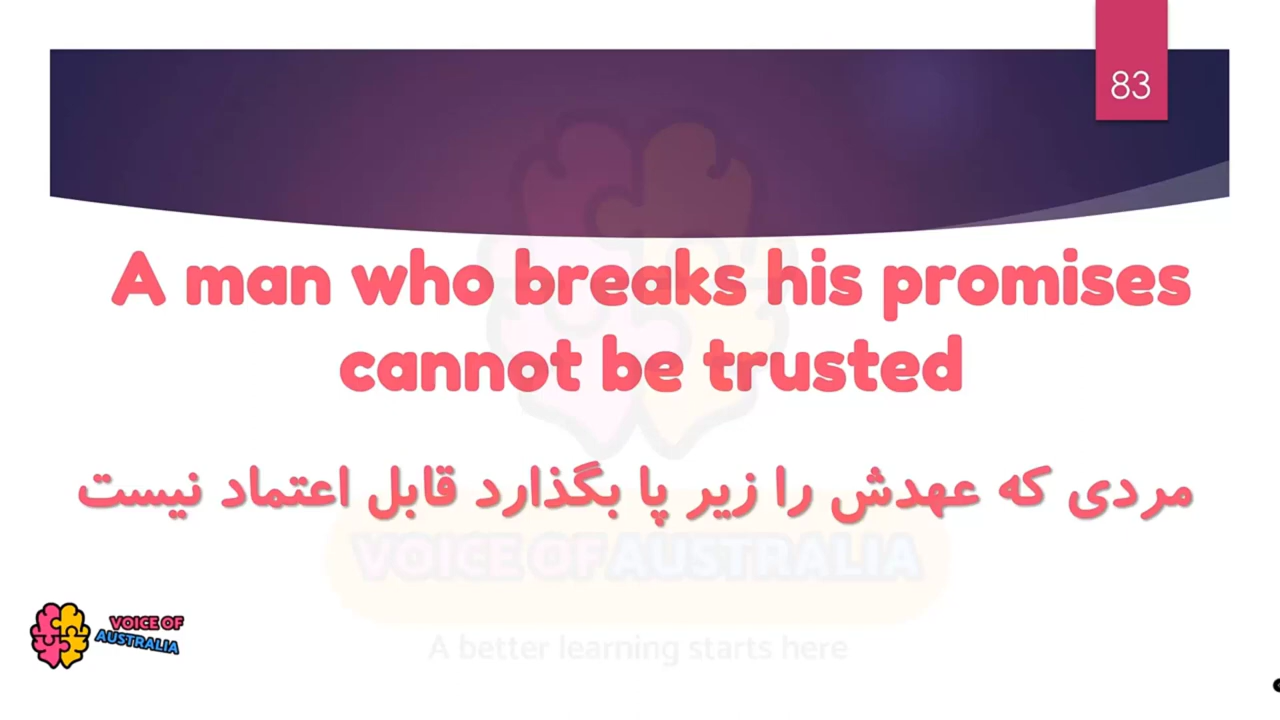 83
A man who breaks his promises
cannot be trusted
مردی که عهدش را زیر پا بگذارد قابل اعتماد نیست
VOICE OF AUSTRALIA
A better learning starts here
VOICE OF
AUSTRALIA